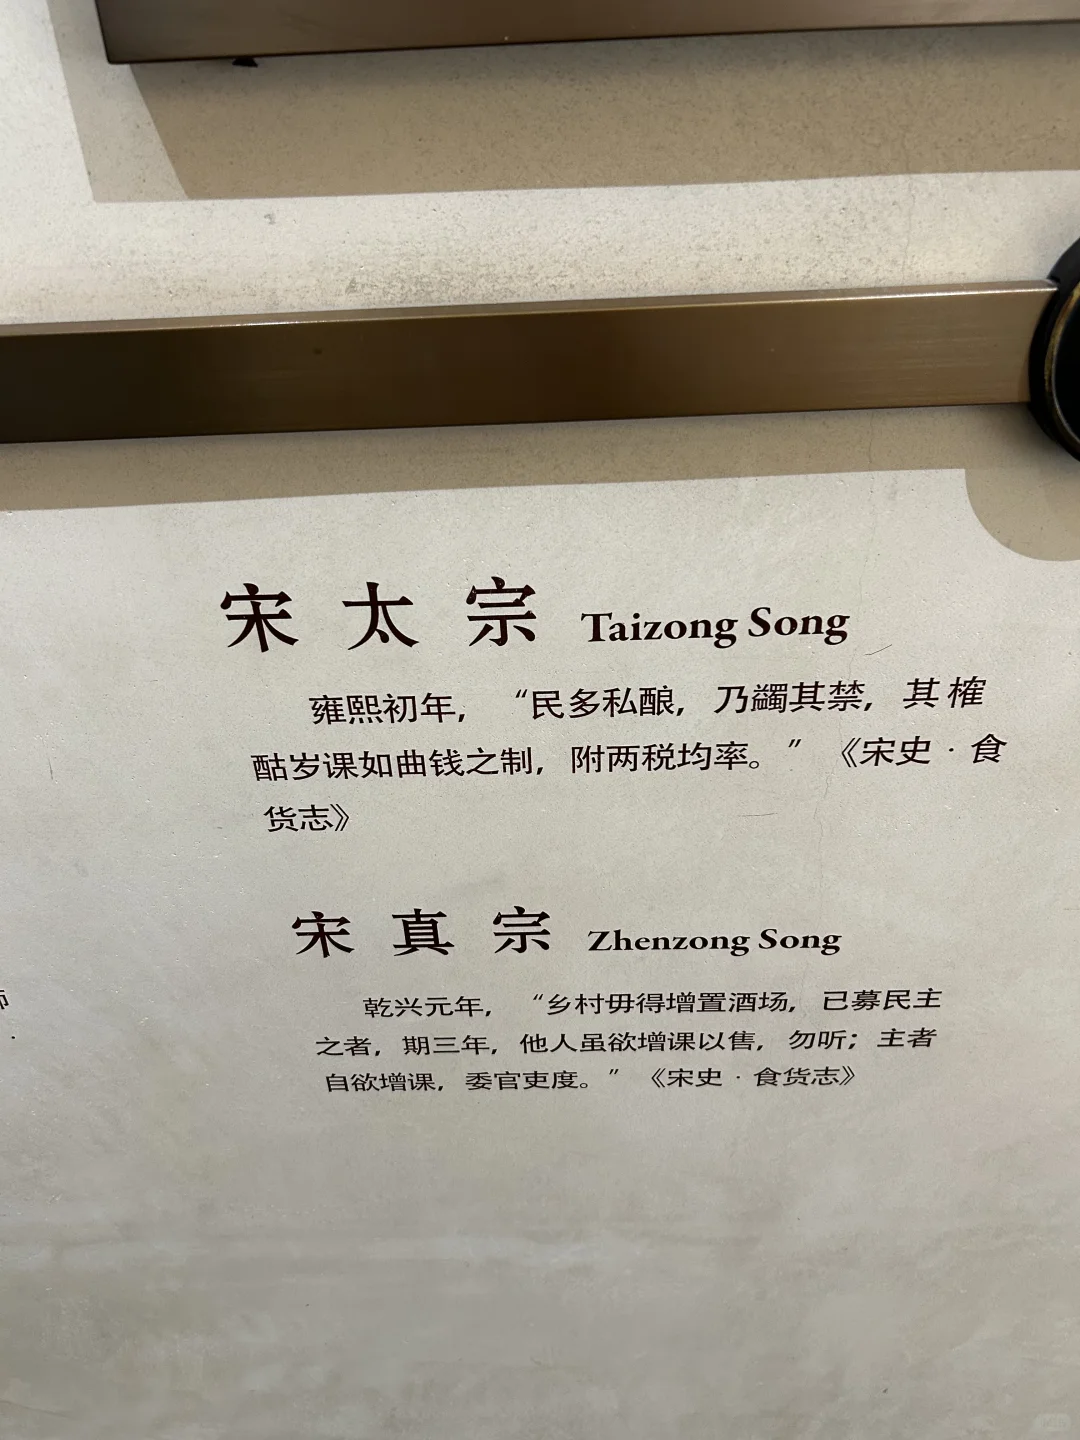 宋太宗 Taizong Song
雍熙初年,“民多私酿,乃蠲其禁,其榷
酤岁课如曲钱之制,附两税均率。”《宋史·食
货志》
宋真宗 Zhenzong Song
乾兴元年,“乡村毋得增置酒场,已募民主
之者,期三年,他人虽欲增课以售,勿听;主者
自欲增课,委官吏度。”《宋史·食货志》